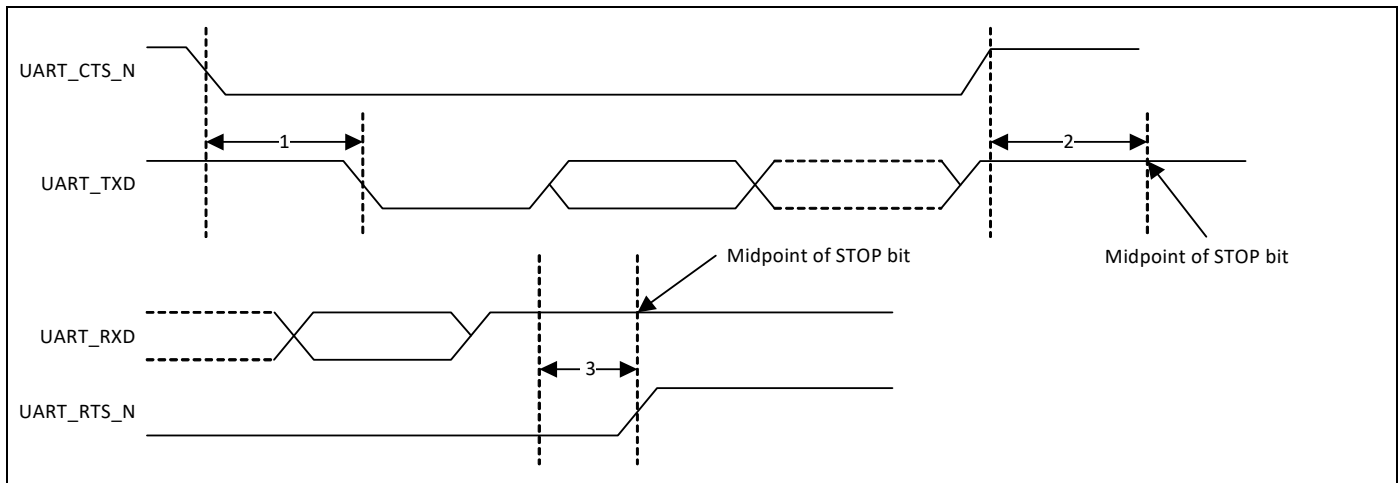 UART_CTS_N
1
2
UART_TXD
Midpoint of STOP bit
Midpoint of STOP bit
UART_RXD
3
UART_RTS_N